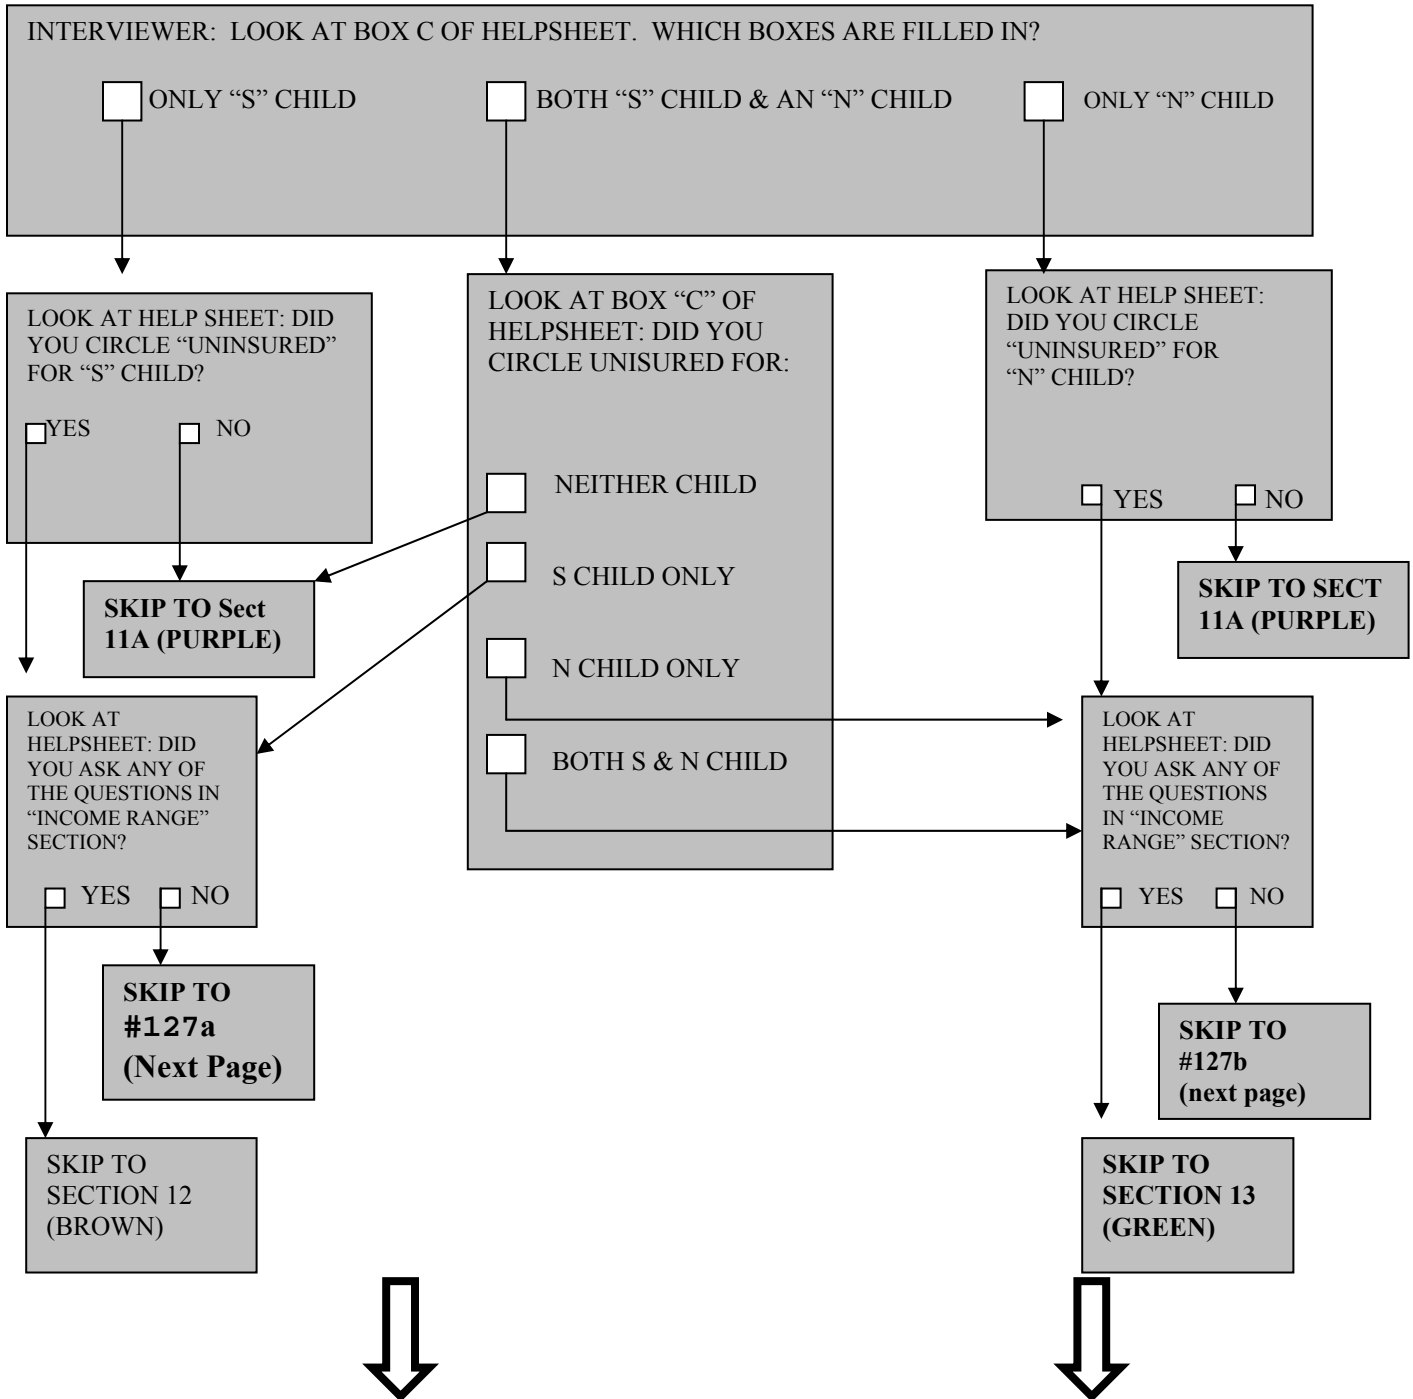 INTERVIEWER: LOOK AT BOX C OF HELPSHEET. WHICH BOXES ARE FILLED IN?
ONLY “S” CHILD
BOTH “S” CHILD & AN “N” CHILD
ONLY “N” CHILD
LOOK AT HELP SHEET: DID
YOU CIRCLE “UNINSURED”
FOR “S” CHILD?
YES
NO
LOOK AT BOX “C” OF
HELPSHEET: DID YOU
CIRCLE UNISURED FOR:
NEITHER CHILD
S CHILD ONLY
N CHILD ONLY
BOTH S & N CHILD
LOOK AT HELP SHEET:
DID YOU CIRCLE
“UNINSURED” FOR
“N” CHILD?
YES
NO
SKIP TO Sect
11A (PURPLE)
SKIP TO SECT
11A (PURPLE)
LOOK AT
HELPSHEET: DID
YOU ASK ANY OF
THE QUESTIONS IN
“INCOME RANGE”
SECTION?
YES
NO
LOOK AT
HELPSHEET: DID
YOU ASK ANY OF
THE QUESTIONS
IN “INCOME
RANGE” SECTION?
YES
NO
SKIP TO
#127a
(Next Page)
SKIP TO
#127b
(next page)
SKIP TO
SECTION 12
(BROWN)
SKIP TO
SECTION 13
(GREEN)